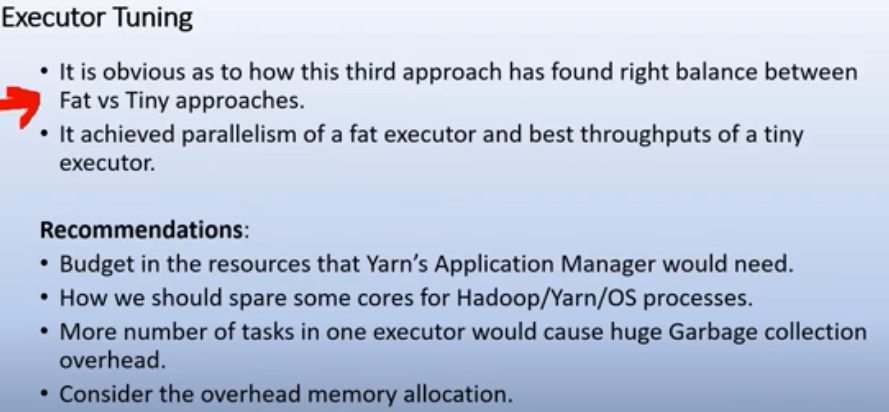 Executor Tuning
• It is obvious as to how this third approach has found right balance between
Fat vs Tiny approaches.
• It achieved parallelism of a fat executor and best throughputs of a tiny
executor.
Recommendations:
• Budget in the resources that Yarn's Application Manager would need.
• How we should spare some cores for Hadoop/Yarn/OS processes.
• More number of tasks in one executor would cause huge Garbage collection
overhead.
• Consider the overhead memory allocation.